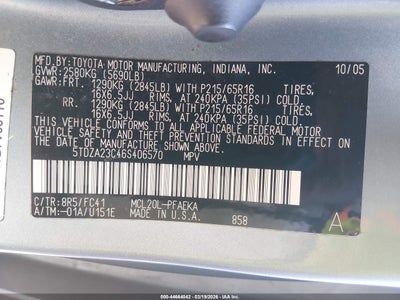 MFD.BY:TOYOTA MOTOR MANUFACTURING, INDIANA, INC. 10/05
GVWR:2580KG (5690LB)
GAWR:FRT. 1290KG (2845LB) WITH P215/65R16 TIRES,
16X6.5JJ RIMS, AT 240KPA (35PSI) COLD.
RR. 1290KG (2845LB) WITH P215/65R16 TIRES,
16X6.5JJ RIMS, AT 240KPA (35PSI) COLD.
THIS VEHICLE CONFORMS TO ALL APPLICABLE FEDERAL MOTOR
VEHICLE SAFETY, BUMPER, AND THEFT PREVENTION STANDARDS IN
EFFECT ON THE DATE OF MANUFACTURE SHOWN ABOVE.
5TDZA23C46S406570 MPV
C/TR:8R5/FC41 MCL20L-PFAEKA
A/TM:-01A/U151E MADE IN U.S.A. 858 A
ID: 44664042 - 03/19/2026 - © IAA Holdings, LLC